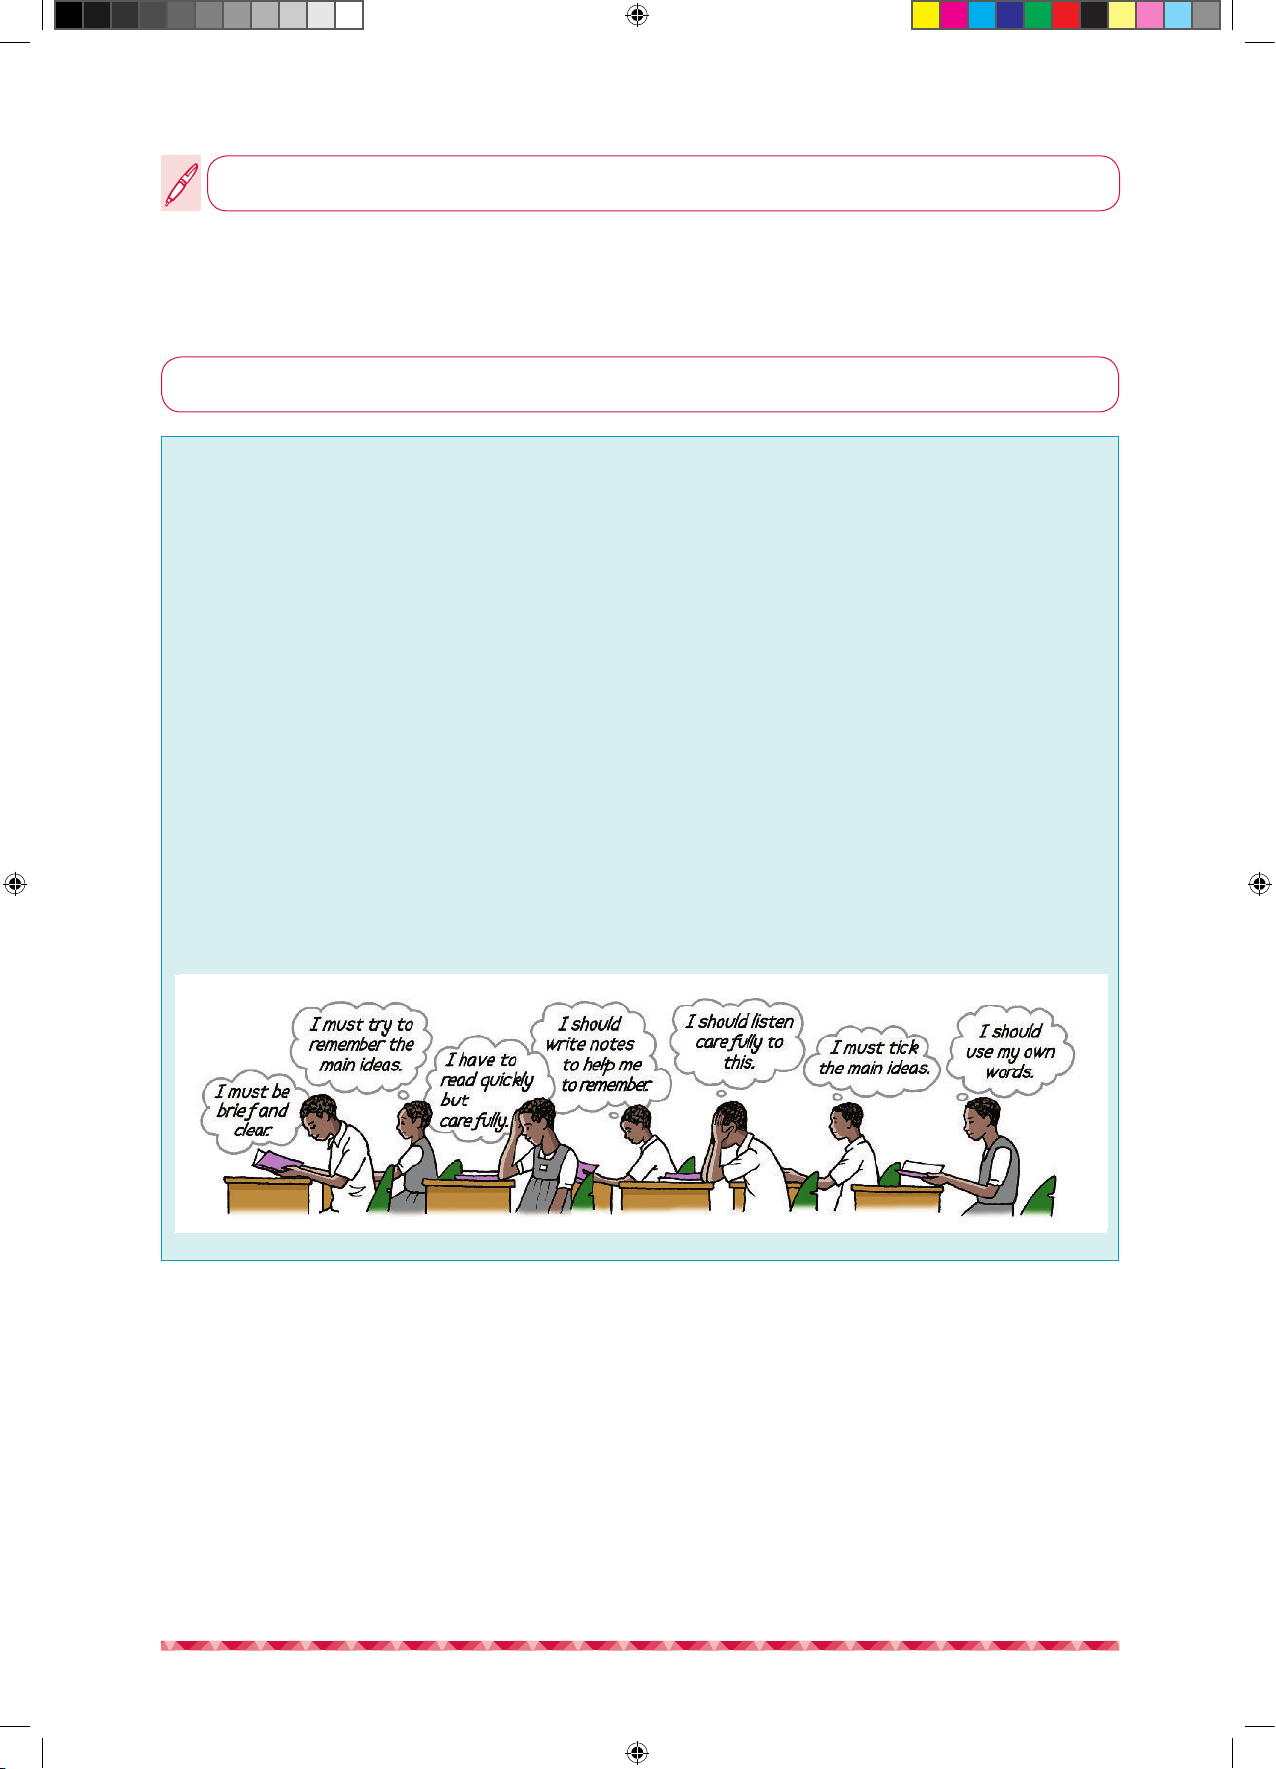 I must be
brief and
clear.
I must try to
remember the
main ideas.
I have to
read quickly
but
carefully.
I should
write notes
to help me
to remember.
I should listen
carefully to
this.
I must tick
the main ideas.
I should
use my own
words.